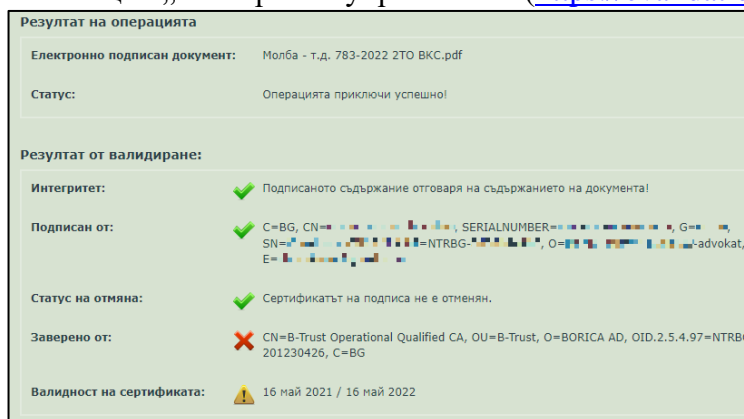 Резултат на операцията
Електронно подписан документ: Молба - т.д. 783-2022 2ТО ВКС.pdf
Статус: Операцията приключи успешно!
Резултат от валидиране:
Интегритет: Подписаното съдържание отговаря на съдържанието на документа!
Подписан от: C=BG, CN= , SERIALNUMBER= , G= ,
SN= =NTRBG- , O= -advokat,
E=
Статус на отмяна: Сертификатът на подписа не е отменян.
Заверено от: CN=B-Trust Operational Qualified CA, OU=B-Trust, O=BORICA AD, OID.2.5.4.97=NTRB
201230426, C=BG
Валидност на сертификата: 16 май 2021 / 16 май 2022